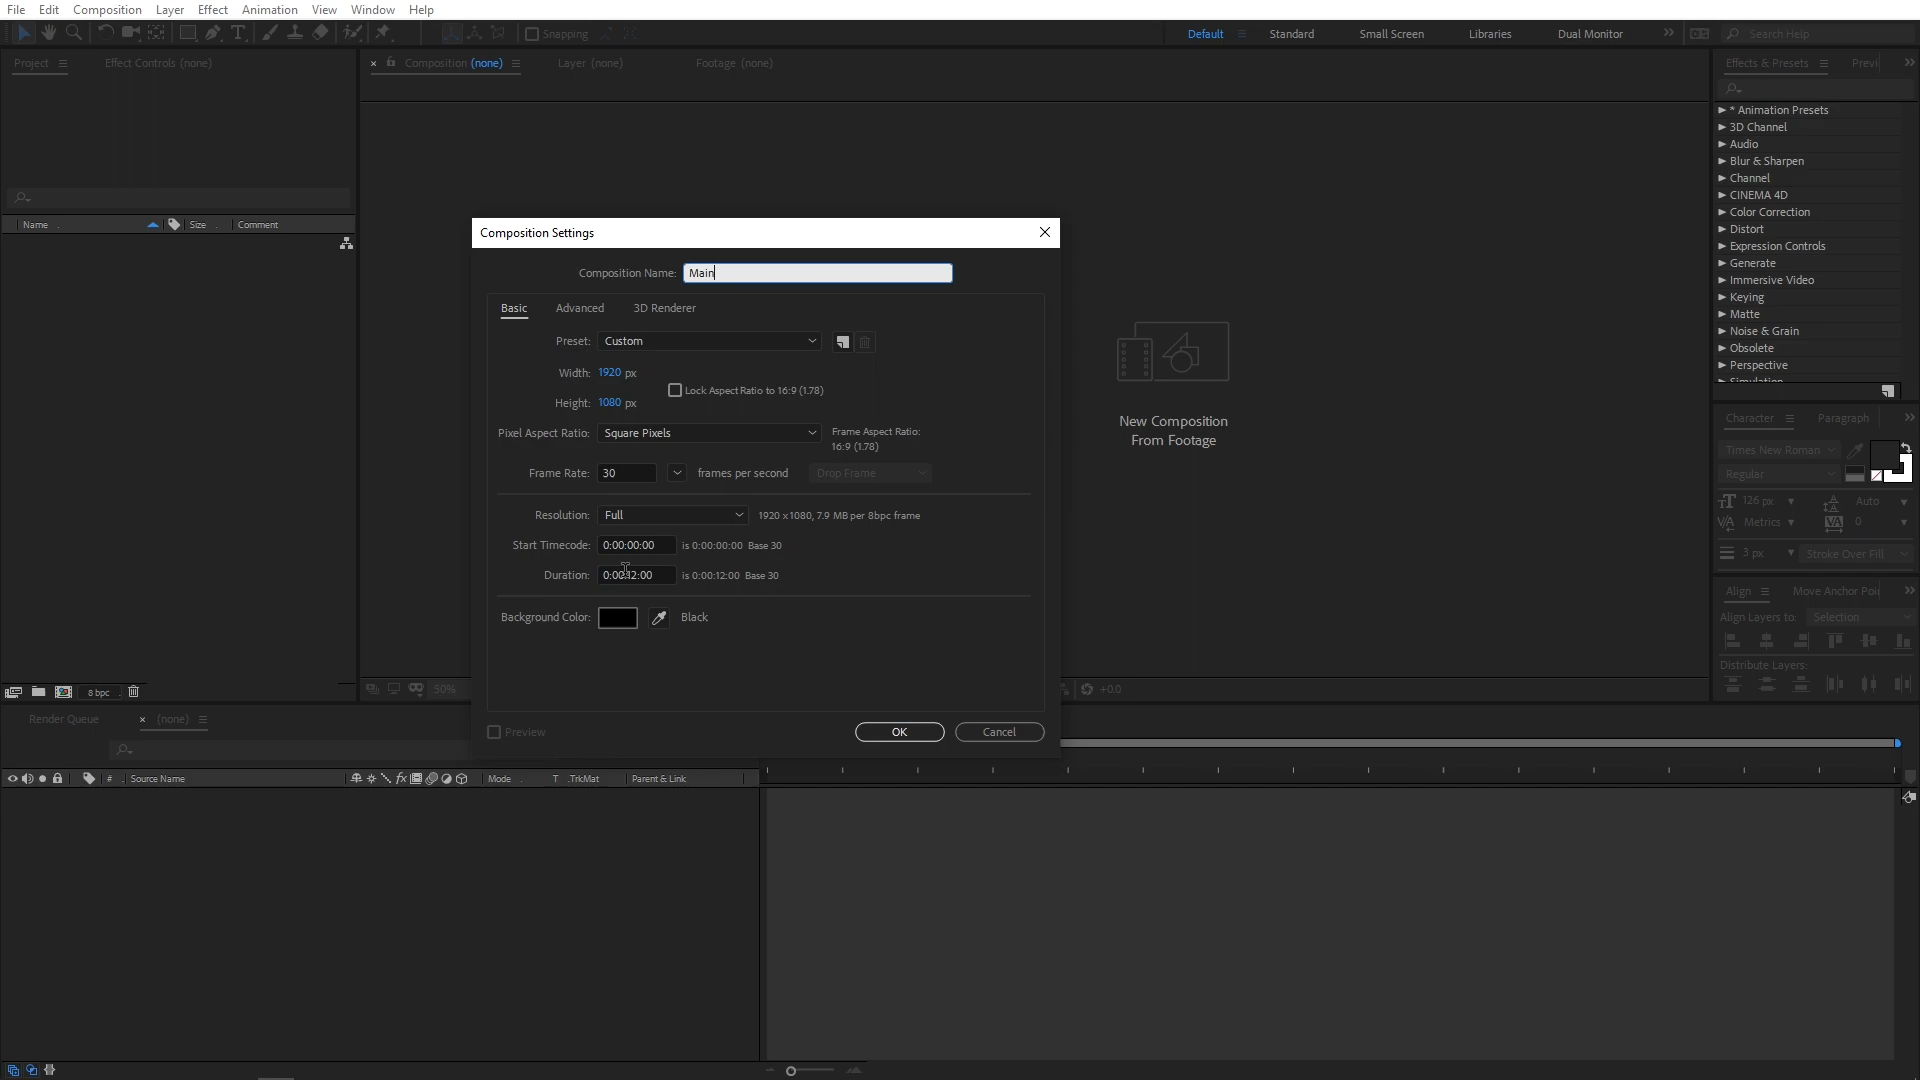 File Edit Composition Layer Effect Animation View Window Help
Snapping
Default Standard Small Screen Libraries Dual Monitor Search Help
Project Effect Controls (none) Composition (none) Layer (none) Footage (none) Effects & Presets Previ
* Animation Presets
3D Channel
Audio
Blur & Sharpen
Channel
CINEMA 4D
Color Correction
Distort
Expression Controls
Generate
Immersive Video
Keying
Matte
Noise & Grain
Obsolete
Perspective
Simulation
Name Size Comment
Composition Settings
Composition Name: Main
Basic Advanced 3D Renderer
Preset: Custom
Width: 1920 px
Lock Aspect Ratio to 16:9 (1.78)
Height: 1080 px
Pixel Aspect Ratio: Square Pixels Frame Aspect Ratio:
16:9 (1.78)
Frame Rate: 30 frames per second Drop Frame
Resolution: Full 1920 x 1080, 7.9 MB per 8bpc frame
Start Timecode: 0:00:00:00 is 0:00:00:00 Base 30
Duration: 0:00:12:00 is 0:00:12:00 Base 30
Background Color: Black
Preview OK Cancel
New Composition
From Footage
Character Paragraph
Times New Roman
Regular
126 px Auto
Metrics 0
3 px Stroke Over Fill
Align Move Anchor Poi
Align Layers to: Selection
Distribute Layers:
8 bpc 50% +0.0
Render Queue (none)
# Source Name fx Mode T .TrkMat Parent & Link